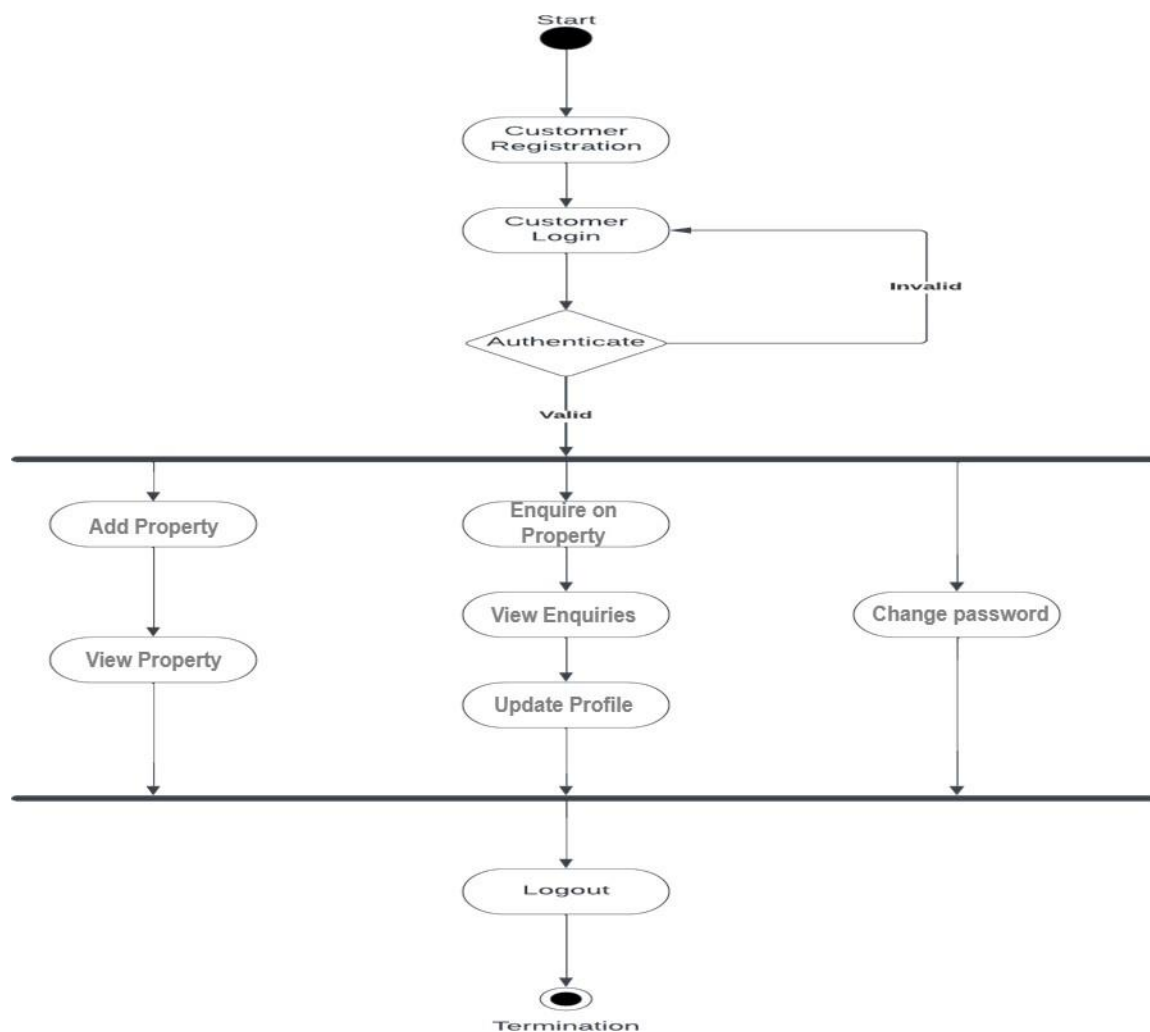 Start
Customer
Registration
Customer
Login
Invalid
Authenticate
Valid
Add Property
Enquire on
Property
View Enquiries
Change password
View Property
Update Profile
Logout
Termination